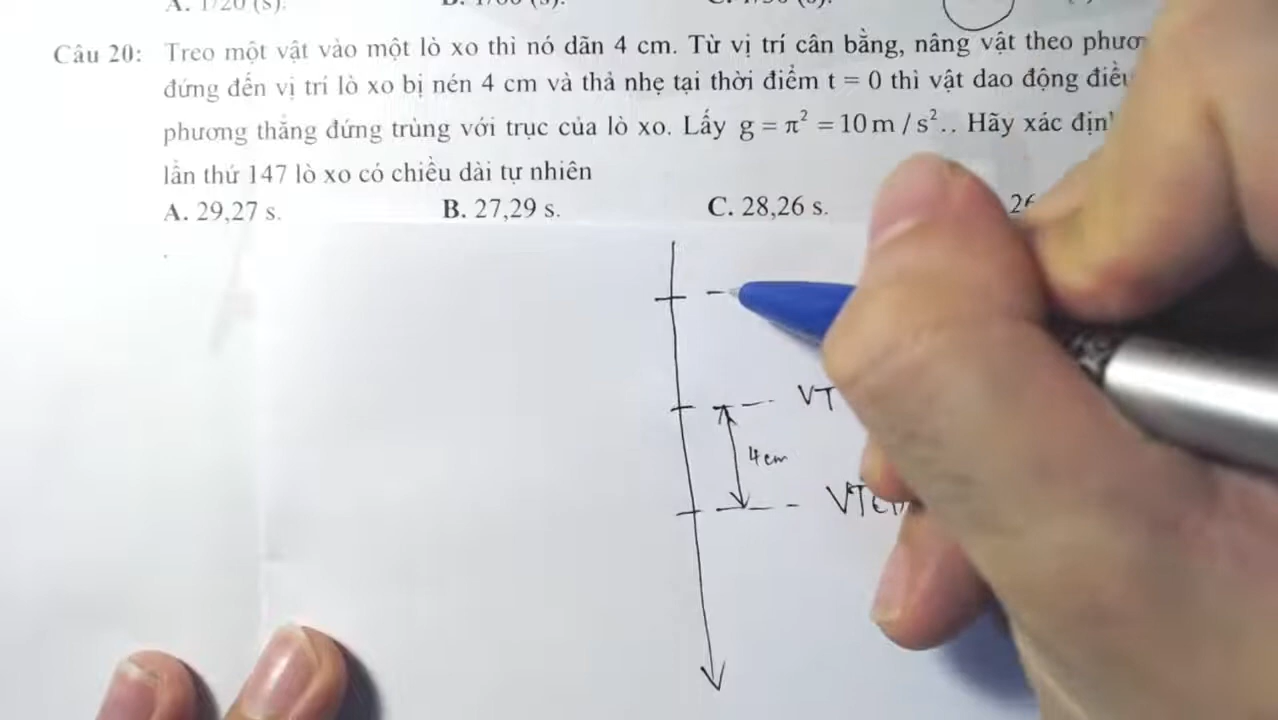 A. 1/20 (s).
Câu 20: Treo một vật vào một lò xo thì nó dãn 4 cm. Từ vị trí cân bằng, nâng vật theo
đứng đến vị trí lò xo bị nén 4 cm và thả nhẹ tại thời điểm t = 0 thì vật dao động
phương thẳng đứng trùng với trục của lò xo. Lấy g = π² = 10 m / s².. Hãy xác
lần thứ 147 lò xo có chiều dài tự nhiên
A. 29,27 s. B. 27,29 s. C. 28,26 s.
VT
4cm